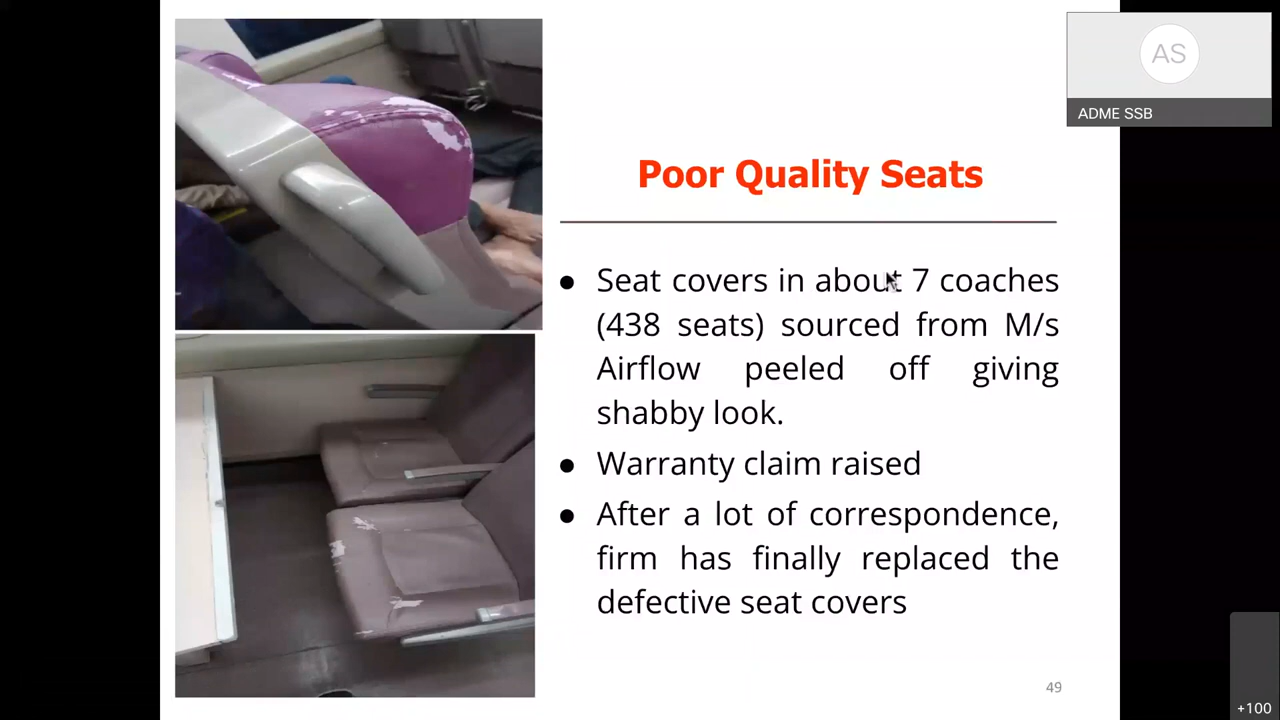 AS
ADME SSB
Poor Quality Seats
● Seat covers in about 7 coaches
(438 seats) sourced from M/s
Airflow peeled off giving
shabby look.
● Warranty claim raised
● After a lot of correspondence,
firm has finally replaced the
defective seat covers
49
+100